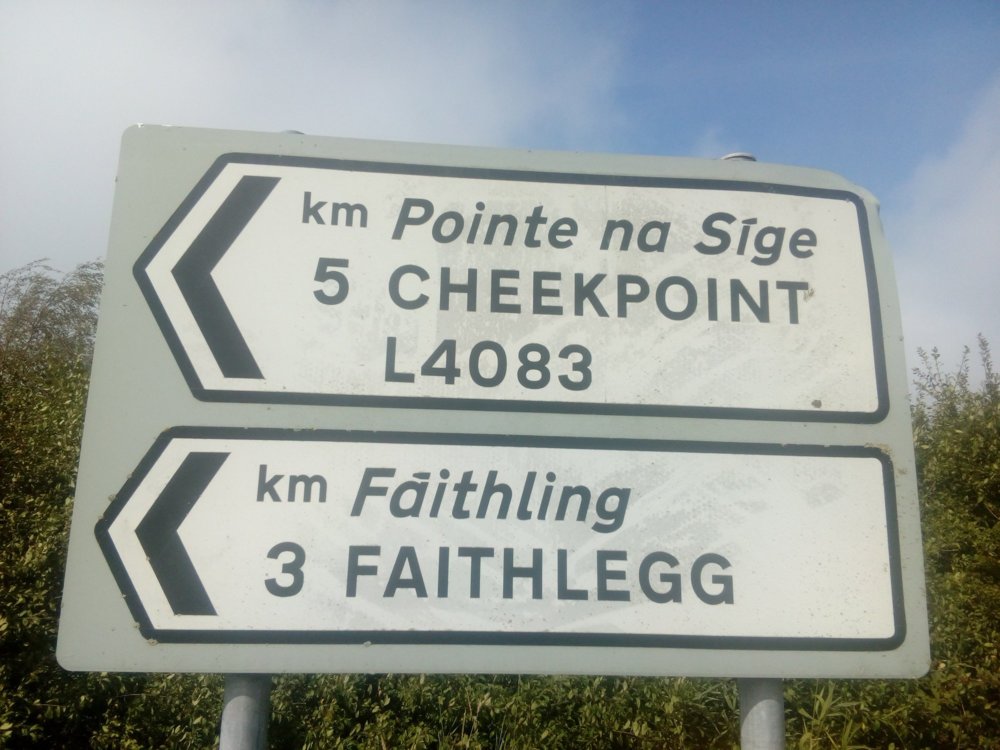 km Pointe na Síge
5 CHEEKPOINT
L4083
km Fáithling
3 FAITHLEGG